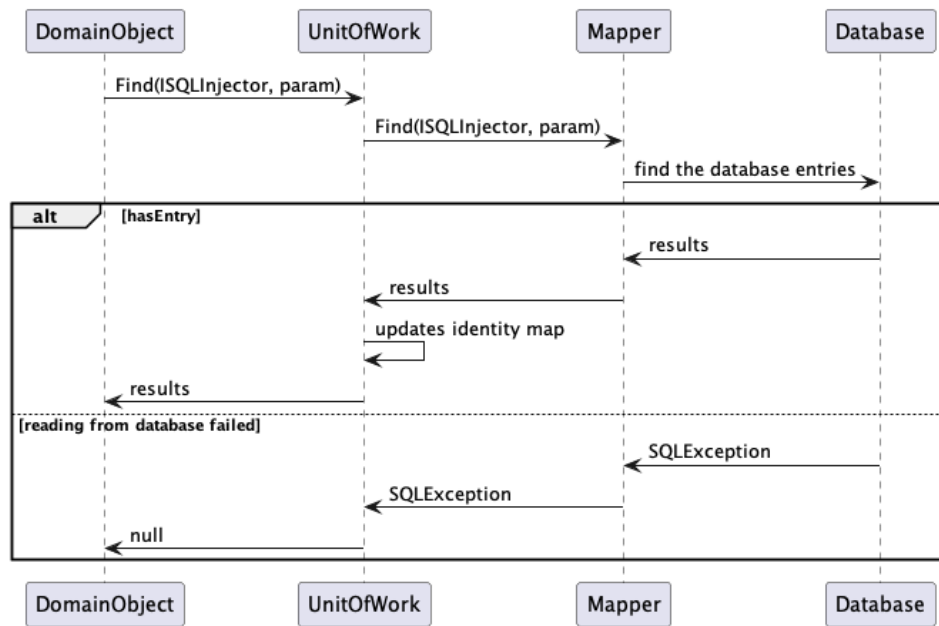 DomainObject UnitOfWork Mapper Database
Find(ISQLInjector, param)
Find(ISQLInjector, param)
find the database entries
alt [hasEntry]
results
results
updates identity map
results
[reading from database failed]
SQLException
SQLException
null
DomainObject UnitOfWork Mapper Database